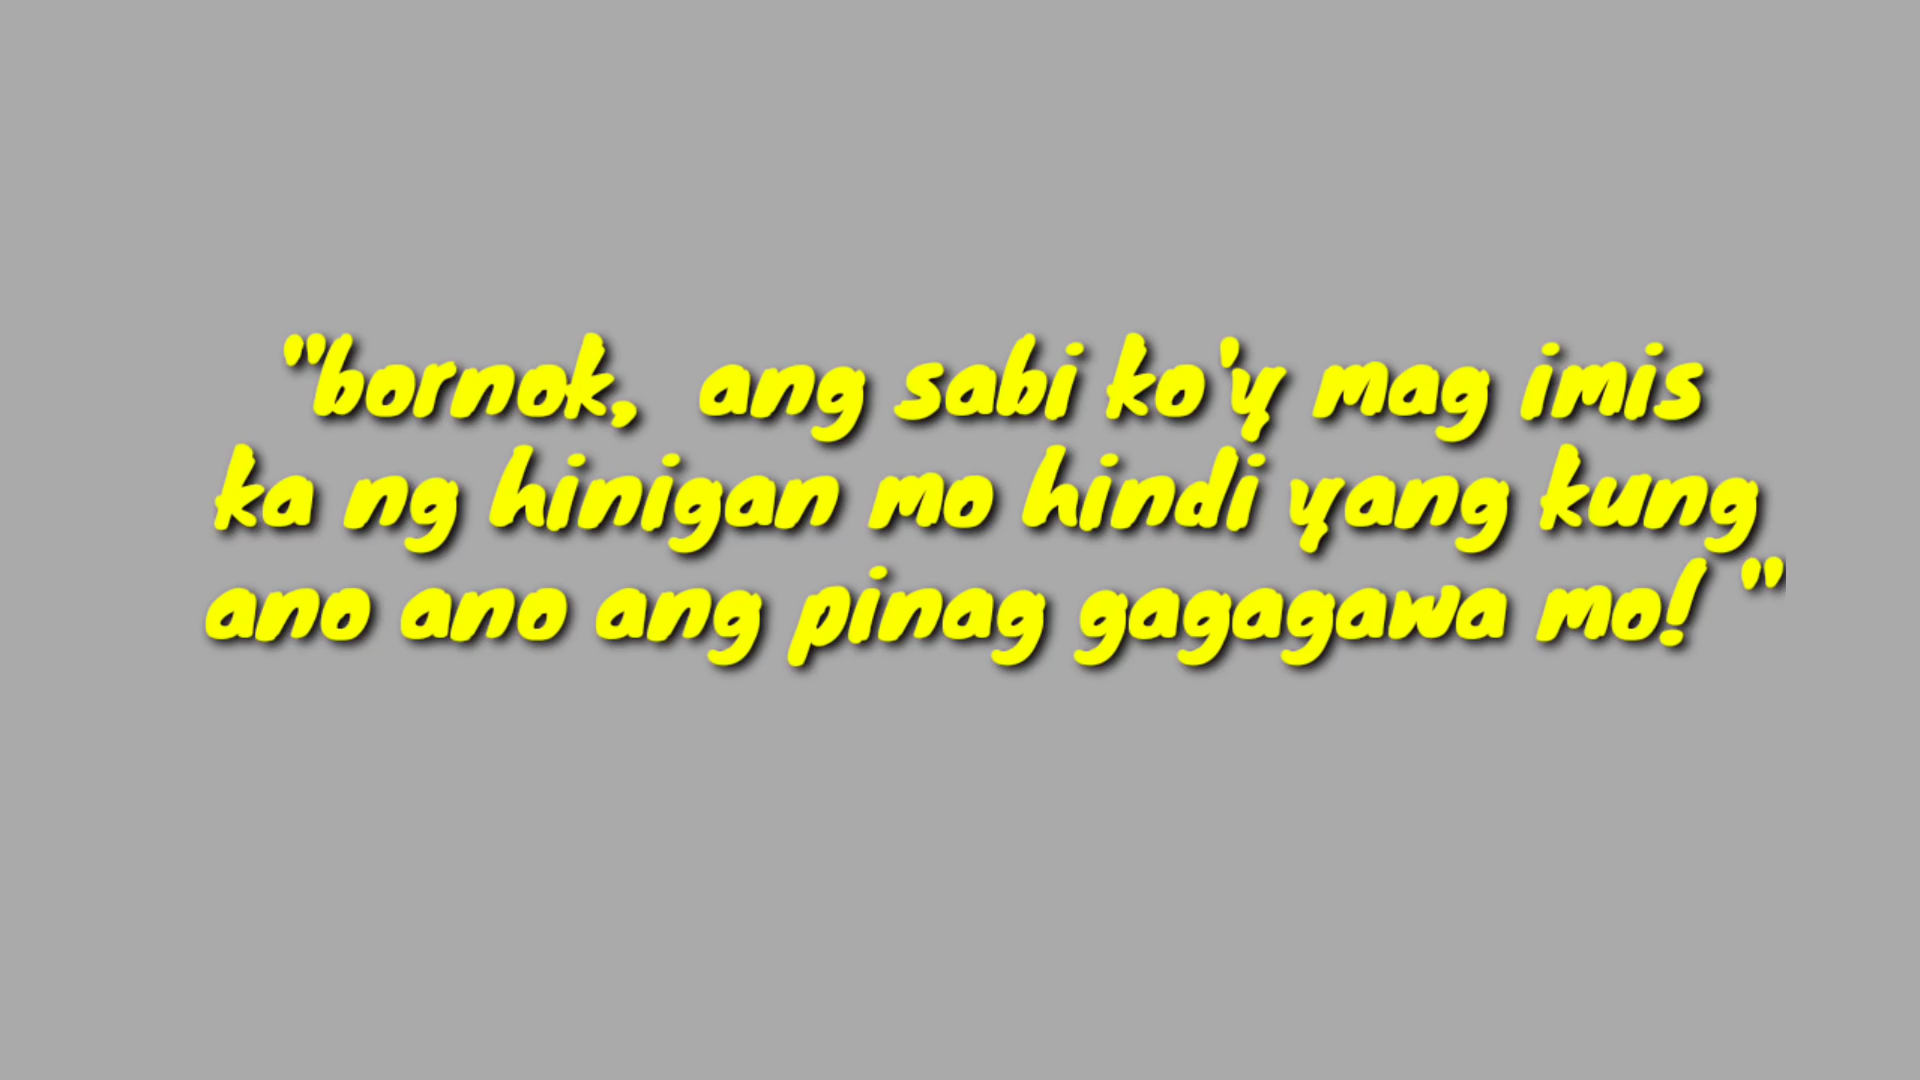 "bornok,  ang sabi ko'y mag imis
ka ng hinigan mo hindi yang kung
ano ano ang pinag gagagawa mo! "